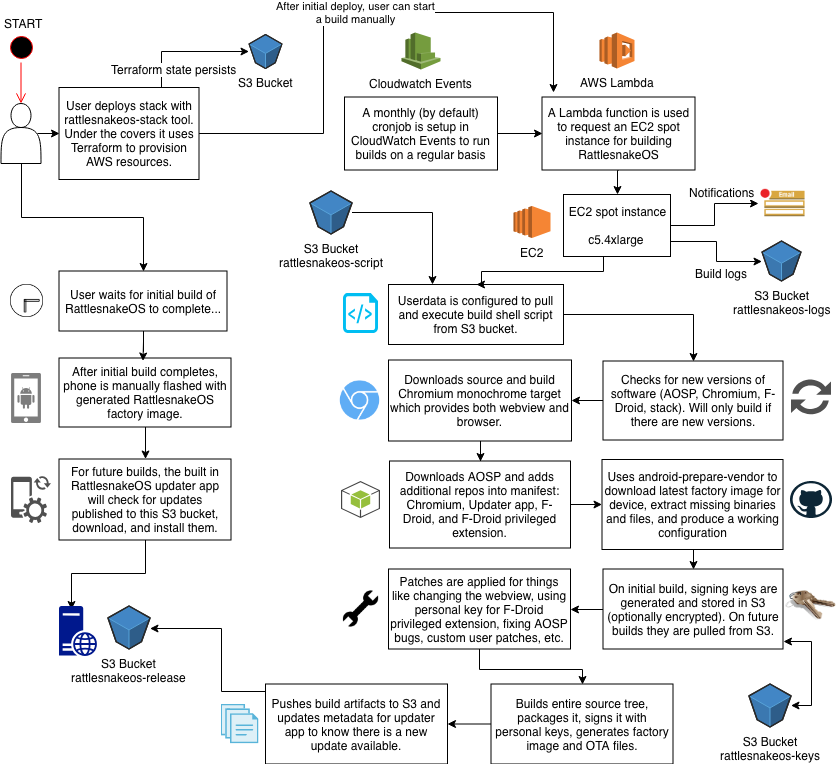 After initial deploy, user can start
a build manually
START
Terraform state persists
S3 Bucket
Cloudwatch Events
AWS Lambda
User deploys stack with
rattlesnakeos-stack tool.
Under the covers it uses
Terraform to provision
AWS resources.
A monthly (by default)
cronjob is setup in
CloudWatch Events to run
builds on a regular basis
A Lambda function is used
to request an EC2 spot
instance for building
RattlesnakeOS
S3 Bucket
rattlesnakeos-script
EC2
EC2 spot instance
c5.4xlarge
Notifications
Email
Build logs
S3 Bucket
rattlesnakeos-logs
User waits for initial build of
RattlesnakeOS to complete...
Userdata is configured to pull
and execute build shell script
from S3 bucket.
After initial build completes,
phone is manually flashed with
generated RattlesnakeOS
factory image.
Downloads source and build
Chromium monochrome target
which provides both webview and
browser.
Checks for new versions of
software (AOSP, Chromium, F-
Droid, stack). Will only build if
there are new versions.
For future builds, the built in
RattlesnakeOS updater app
will check for updates
published to this S3 bucket,
download, and install them.
Downloads AOSP and adds
additional repos into manifest:
Chromium, Updater app, F-
Droid, and F-Droid privileged
extension.
Uses android-prepare-vendor to
download latest factory image for
device, extract missing binaries
and files, and produce a working
configuration
Patches are applied for things
like changing the webview, using
personal key for F-Droid
privileged extension, fixing AOSP
bugs, custom user patches, etc.
On initial build, signing keys are
generated and stored in S3
(optionally encrypted). On future
builds they are pulled from S3.
S3 Bucket
rattlesnakeos-release
Pushes build artifacts to S3 and
updates metadata for updater
app to know there is a new
update available.
Builds entire source tree,
packages it, signs it with
personal keys, generates factory
image and OTA files.
S3 Bucket
rattlesnakeos-keys